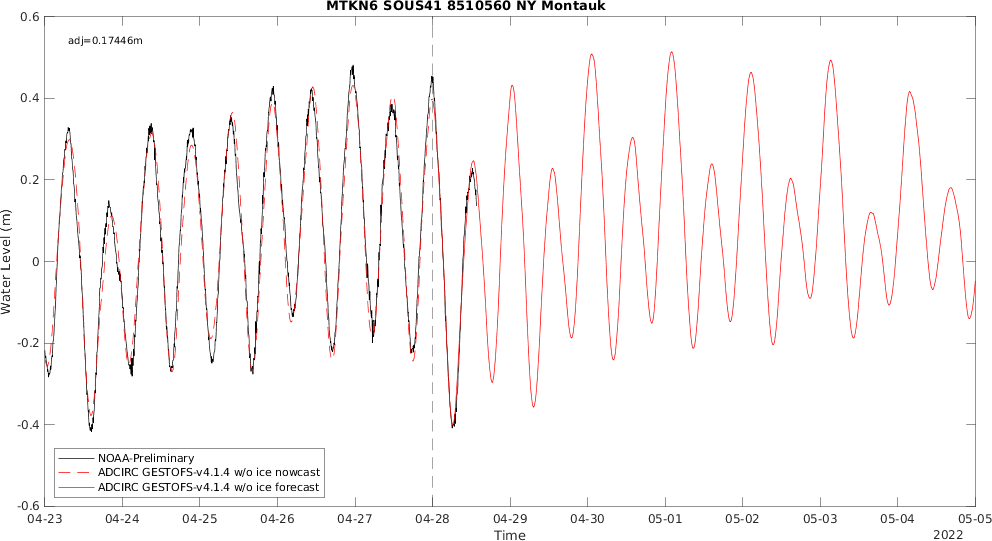 MTKN6 SOUS41 8510560 NY Montauk
adj=0.17446m
0.6
0.4
0.2
0
-0.2
-0.4
-0.6
Water Level (m)
NOAA-Preliminary
ADCIRC GESTOFS-v4.1.4 w/o ice nowcast
ADCIRC GESTOFS-v4.1.4 w/o ice forecast
04-23 04-24 04-25 04-26 04-27 04-28 04-29 04-30 05-01 05-02 05-03 05-04 05-05
Time
2022